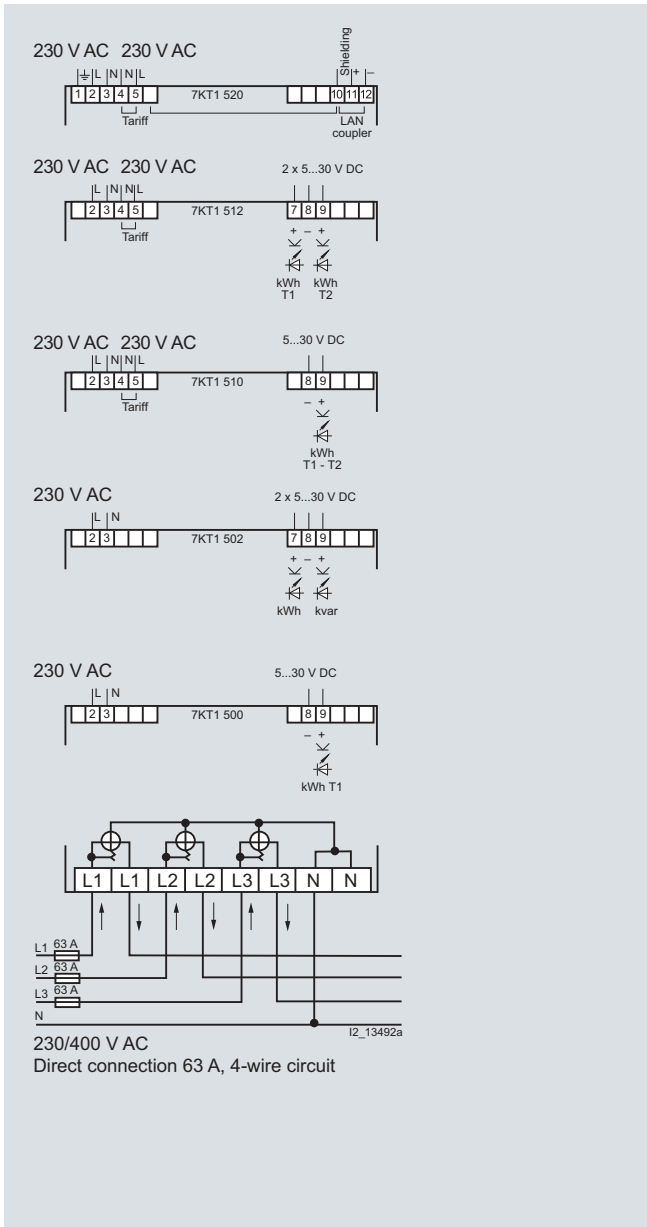 230 V AC 230 V AC
Shielding
L N N L + –
1 2 3 4 5 7KT1 520 10 11 12
Tariff LAN
coupler
230 V AC 230 V AC 2 x 5...30 V DC
L N N L
2 3 4 5 7KT1 512 7 8 9
Tariff + – +
kWh kWh
T1 T2
230 V AC 230 V AC 5...30 V DC
L N N L
2 3 4 5 7KT1 510 8 9
Tariff – +
kWh
T1 - T2
230 V AC 2 x 5...30 V DC
L N
2 3 7KT1 502 7 8 9
+ – +
kWh kvar
230 V AC 5...30 V DC
L N
2 3 7KT1 500 8 9
– +
kWh T1
L1 L1 L2 L2 L3 L3 N N
L1 63 A
L2 63 A
L3 63 A
N
I2_13492a
230/400 V AC
Direct connection 63 A, 4-wire circuit